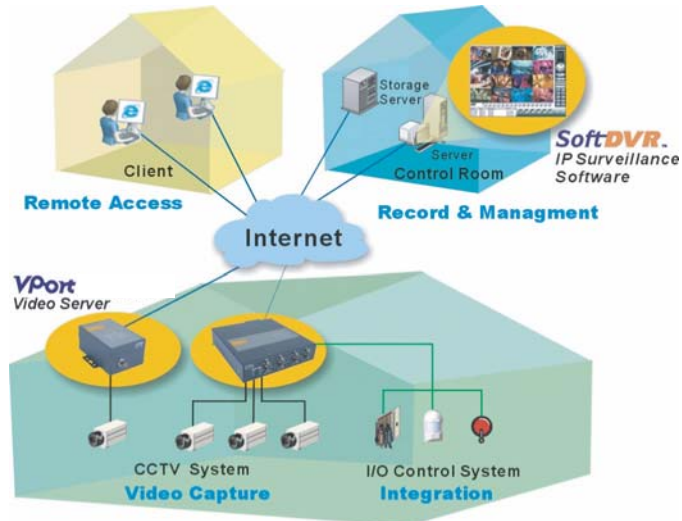 Client
Remote Access
Storage
Server
Server
Control Room
SoftDVR™
IP Surveillance
Software
Record & Managment
Internet
VPort
Video Server
CCTV System
Video Capture
I/O Control System
Integration